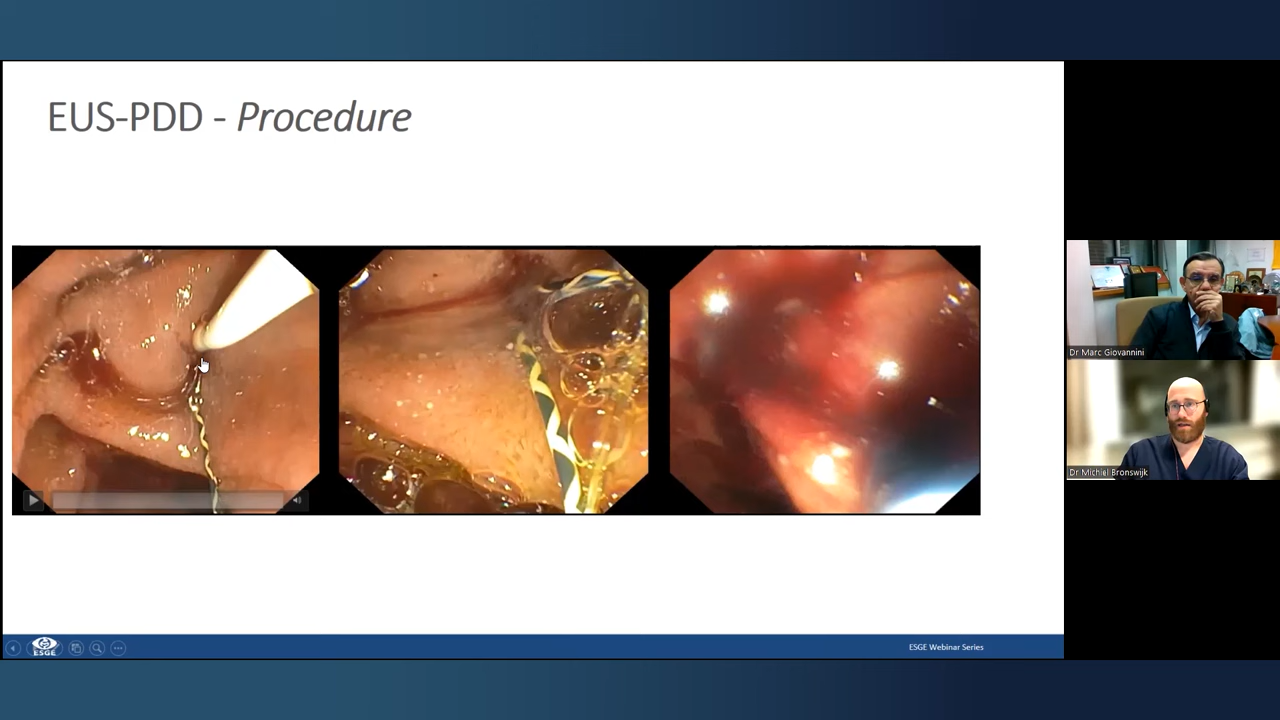 EUS-PDD - Procedure
Dr Marc Giovannini
Dr Michiel Bronswijk
ESGE
ESGE Webinar Series